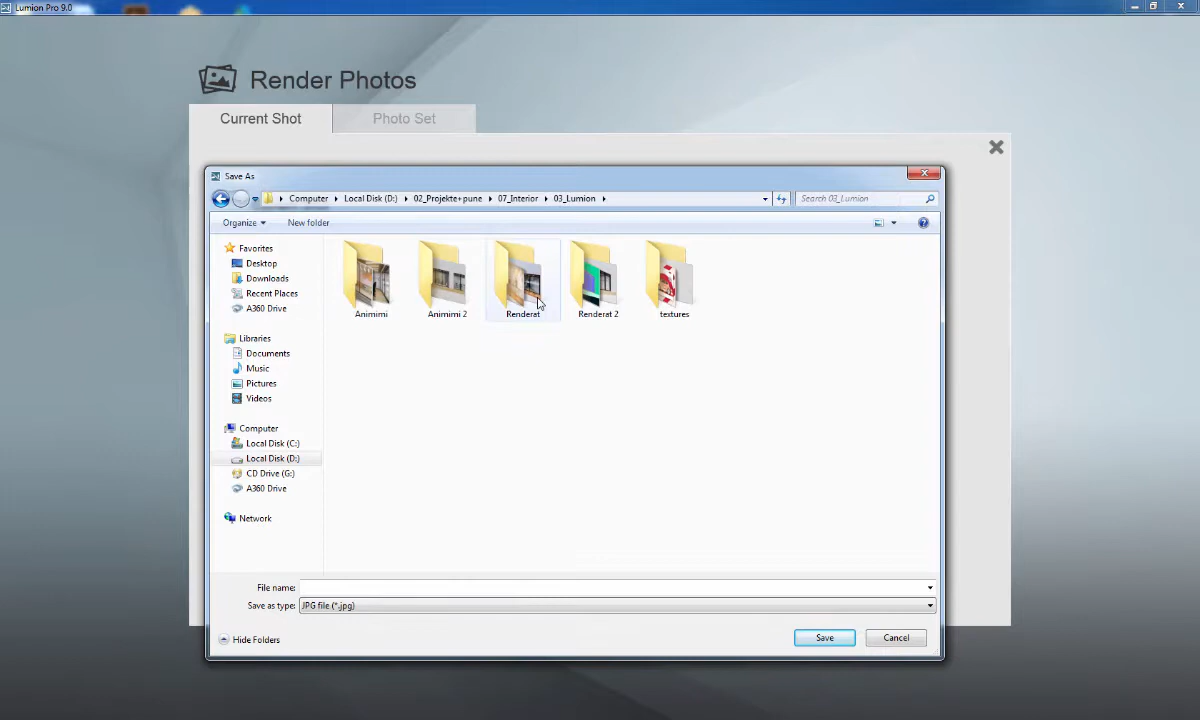 Lumion Pro 9.0
Render Photos
Current Shot
Photo Set
Save As
Computer
Local Disk (D:)
02_Projekte+pune
07_Interior
03_Lumion
Search 03_Lumion
Organize
New folder
Favorites
Desktop
Downloads
Recent Places
A360 Drive
Libraries
Documents
Music
Pictures
Videos
Computer
Local Disk (C:)
Local Disk (D:)
CD Drive (G:)
A360 Drive
Network
Animimi
Animimi 2
Renderat
Renderat 2
textures
File name:
Save as type:
JPG file (*.jpg)
Hide Folders
Save
Cancel